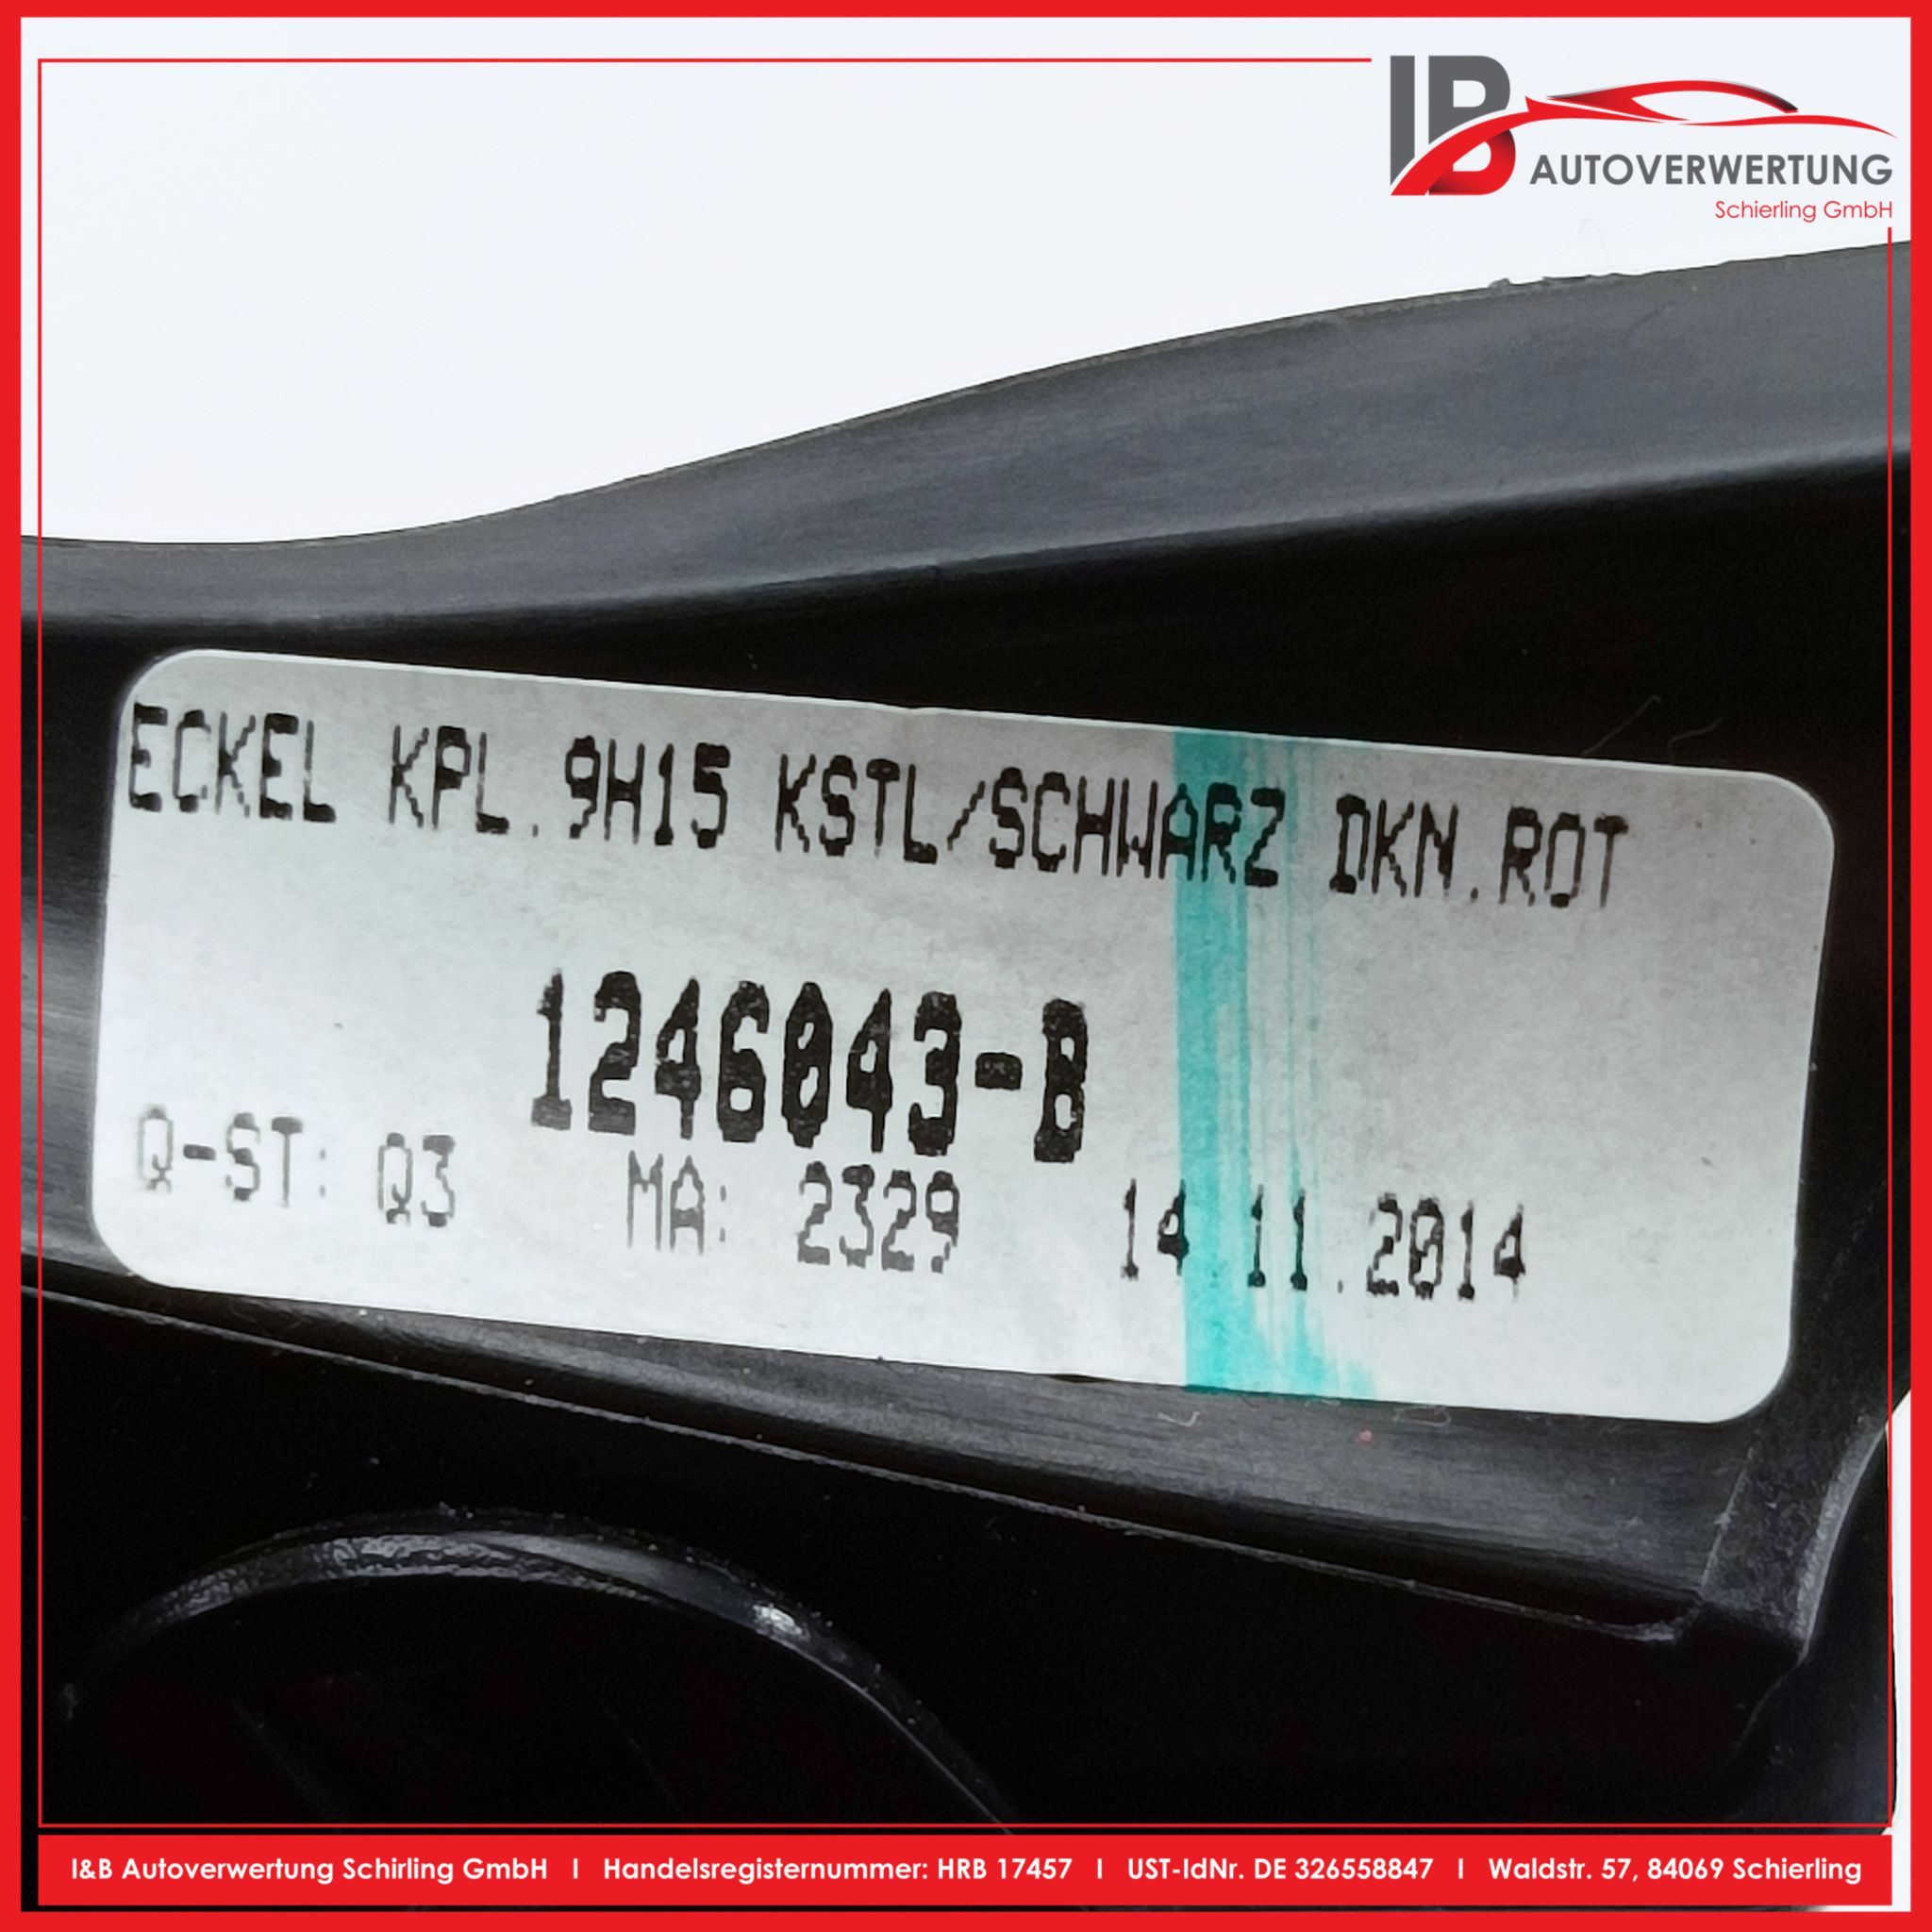 IB
AUTOVERWERTUNG
Schierling GmbH
ECKEL KPL.9H15 KSTL/SCHWARZ DKN.ROT
1246043-B
Q-ST: Q3 MA: 2329 14 11.2014
I&B Autoverwertung Schirling GmbH I Handelsregisternummer: HRB 17457 I UST-IdNr. DE 326558847 I Waldstr. 57, 84069 Schierling